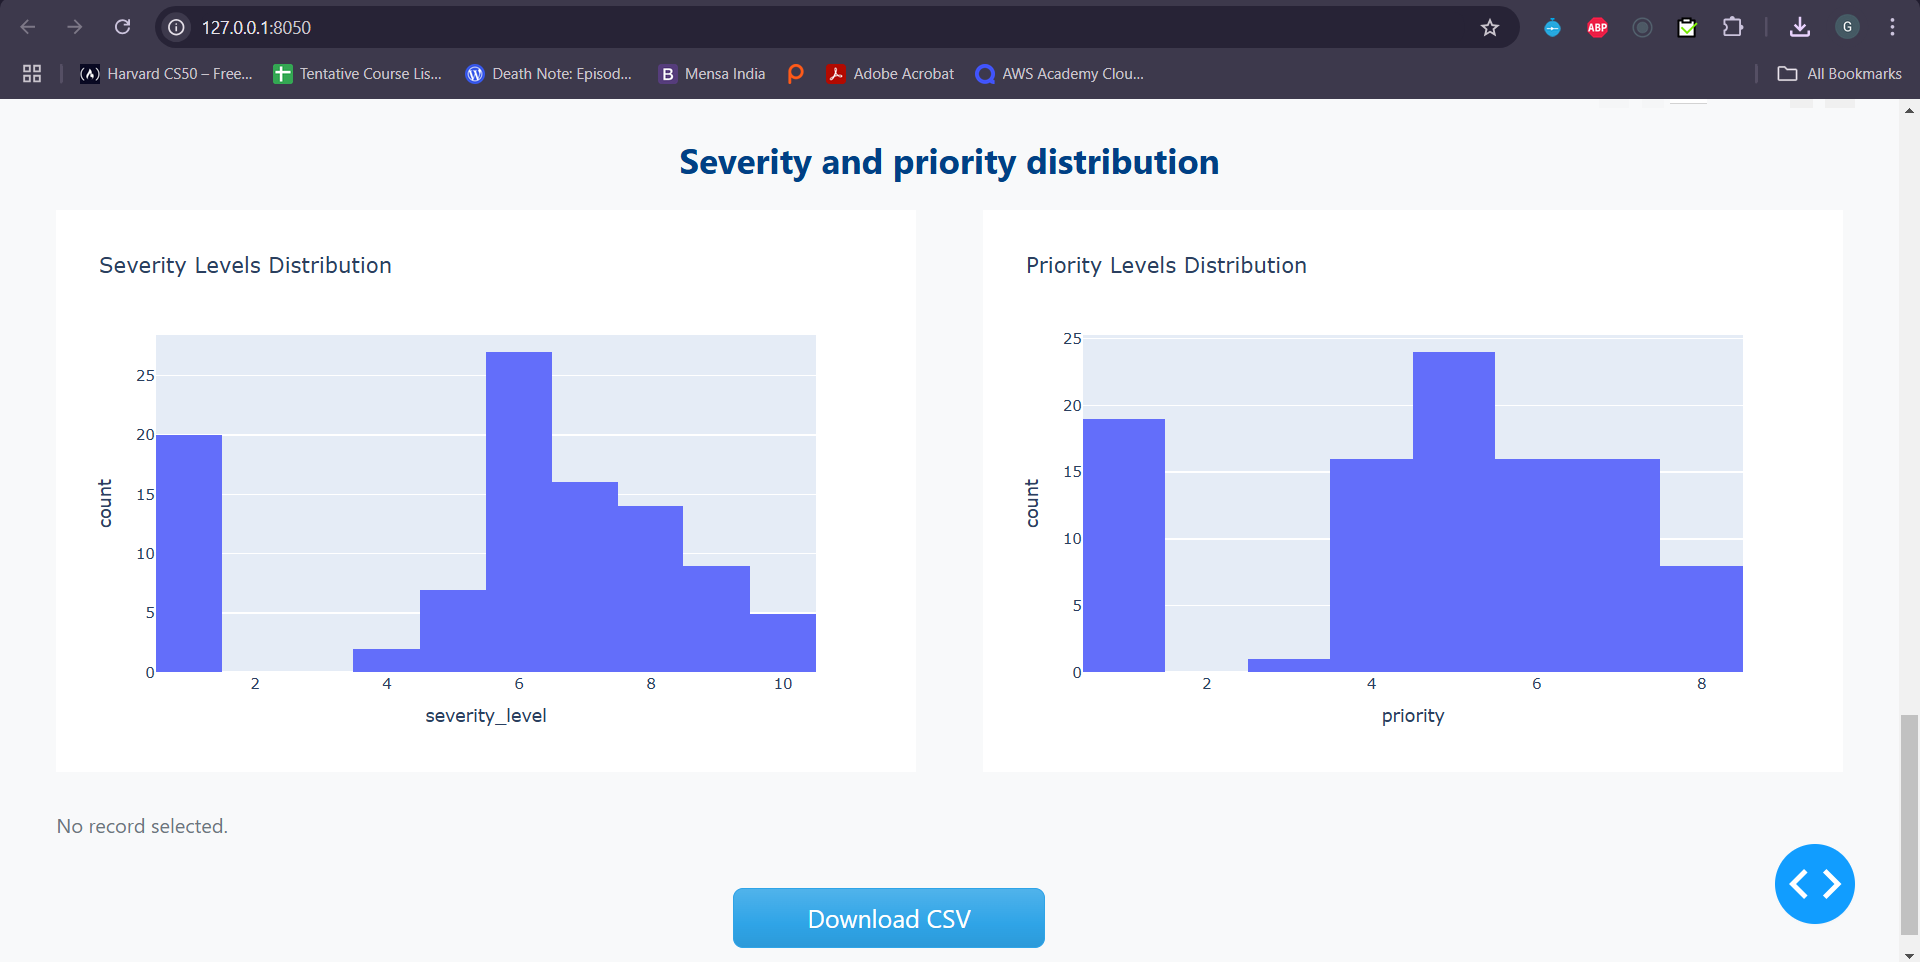 127.0.0.1:8050
ABP
G
Harvard CS50 – Free...
Tentative Course Lis...
Death Note: Episod...
B Mensa India
Adobe Acrobat
AWS Academy Clou...
All Bookmarks
Severity and priority distribution
Severity Levels Distribution
25
20
15
10
5
0
count
2 4 6 8 10
severity_level
Priority Levels Distribution
25
20
15
10
5
0
count
2 4 6 8
priority
No record selected.
Download CSV